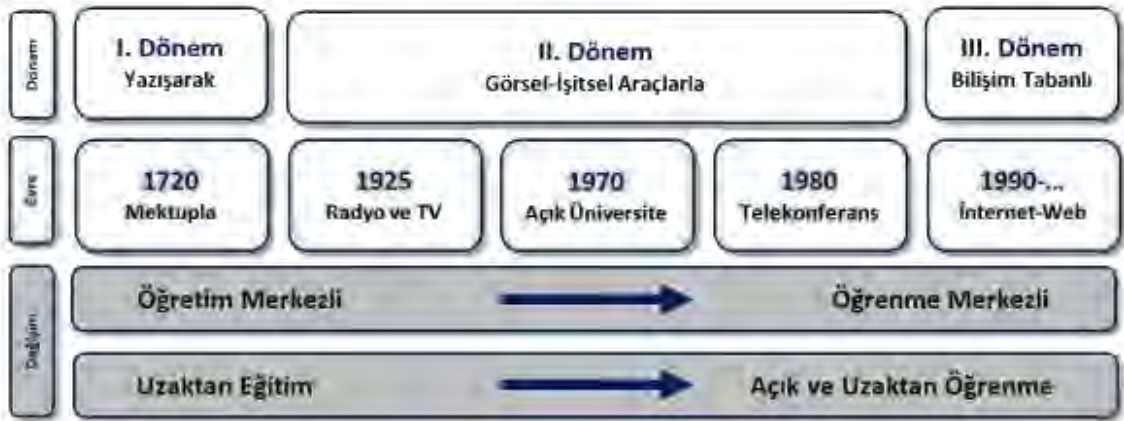 Dönem
I. Dönem
Yazışarak
II. Dönem
Görsel-İşitsel Araçlarla
III. Dönem
Bilişim Tabanlı
Evre
1720
Mektupla
1925
Radyo ve TV
1970
Açık Üniversite
1980
Telekonferans
1990-...
İnternet-Web
Değişim
Öğretim Merkezli
Öğrenme Merkezli
Uzaktan Eğitim
Açık ve Uzaktan Öğrenme